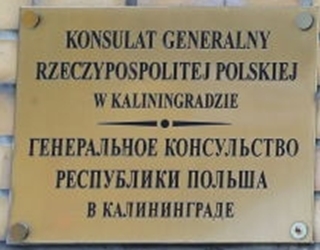 KONSULAT GENERALNY
RZECZYPOSPOLITEJ POLSKIEJ
W KALININGRADZIE
ГЕНЕРАЛЬНОЕ КОНСУЛЬСТВО
РЕСПУБЛИКИ ПОЛЬША
В КАЛИНИНГРАДЕ